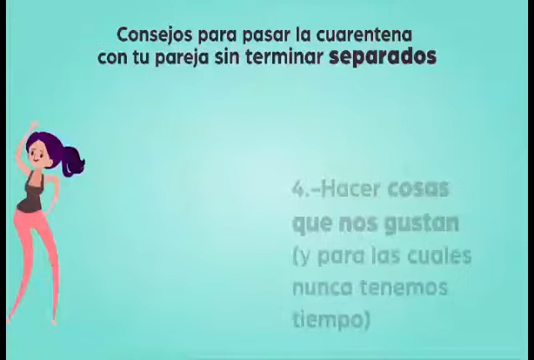 Consejos para pasar la cuarentena
con tu pareja sin terminar separados
4.-Hacer cosas
que nos gustan
(y para las cuales
nunca tenemos
tiempo)